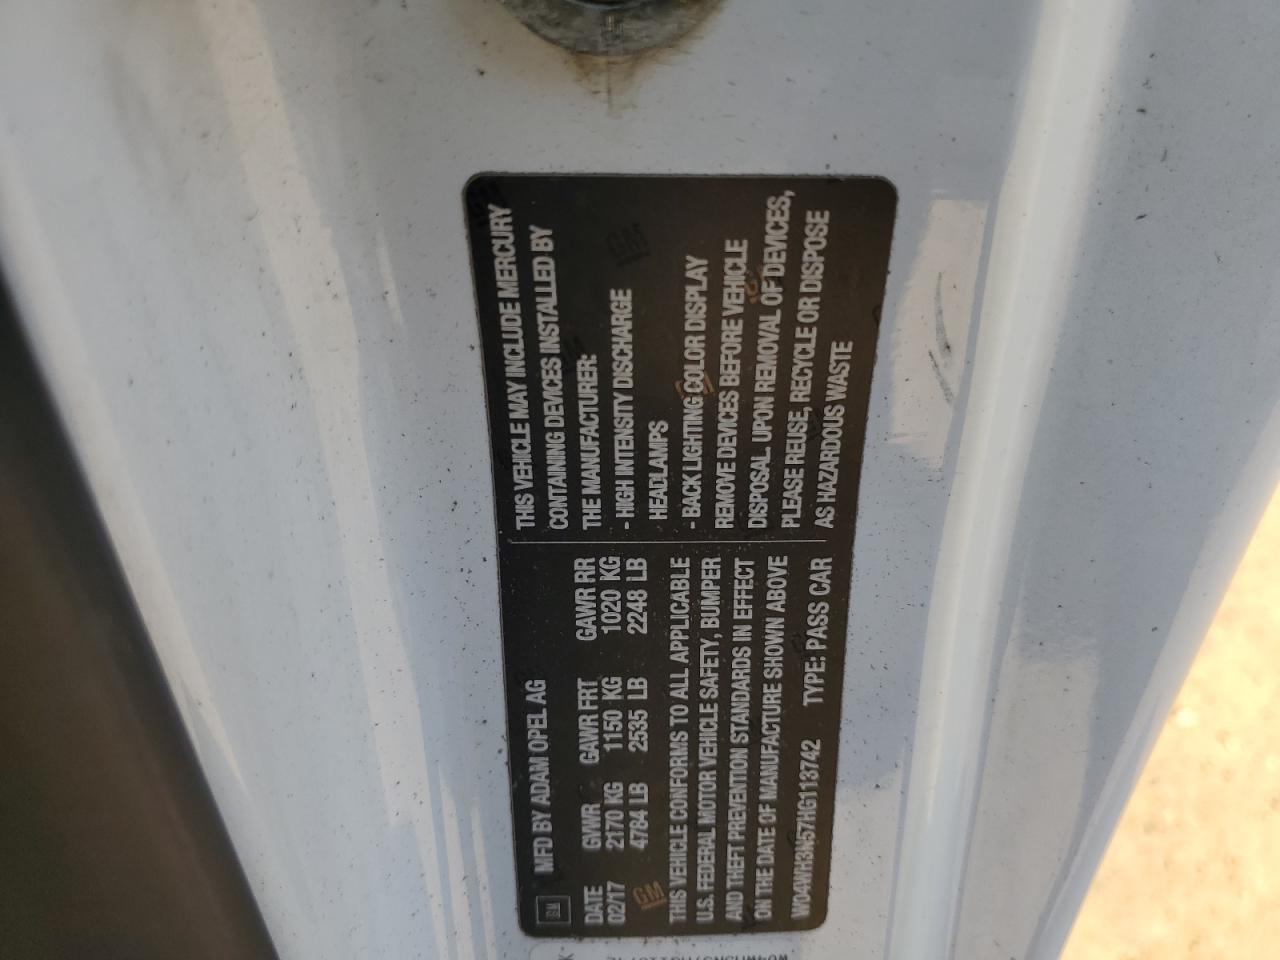 GM MFD BY ADAM OPEL AG
DATE GVWR GAWR FRT GAWR RR
02/17 2170 KG 1150 KG 1020 KG
4784 LB 2535 LB 2248 LB
THIS VEHICLE CONFORMS TO ALL APPLICABLE
U.S. FEDERAL MOTOR VEHICLE SAFETY, BUMPER
AND THEFT PREVENTION STANDARDS IN EFFECT
ON THE DATE OF MANUFACTURE SHOWN ABOVE
W04WH3N57HG113742 TYPE: PASS CAR
THIS VEHICLE MAY INCLUDE MERCURY
CONTAINING DEVICES INSTALLED BY
THE MANUFACTURER:
- HIGH INTENSITY DISCHARGE
HEADLAMPS
- BACK LIGHTING COLOR DISPLAY
REMOVE DEVICES BEFORE VEHICLE
DISPOSAL. UPON REMOVAL OF DEVICES,
PLEASE REUSE, RECYCLE OR DISPOSE
AS HAZARDOUS WASTE
GM
GM